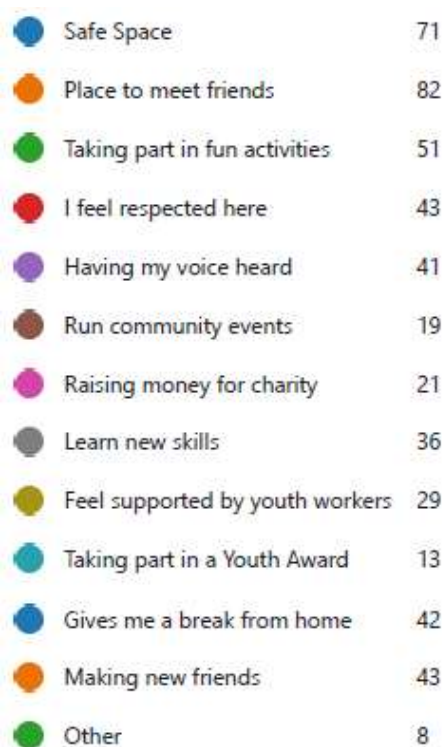 Safe Space 71
Place to meet friends 82
Taking part in fun activities 51
I feel respected here 43
Having my voice heard 41
Run community events 19
Raising money for charity 21
Learn new skills 36
Feel supported by youth workers 29
Taking part in a Youth Award 13
Gives me a break from home 42
Making new friends 43
Other 8